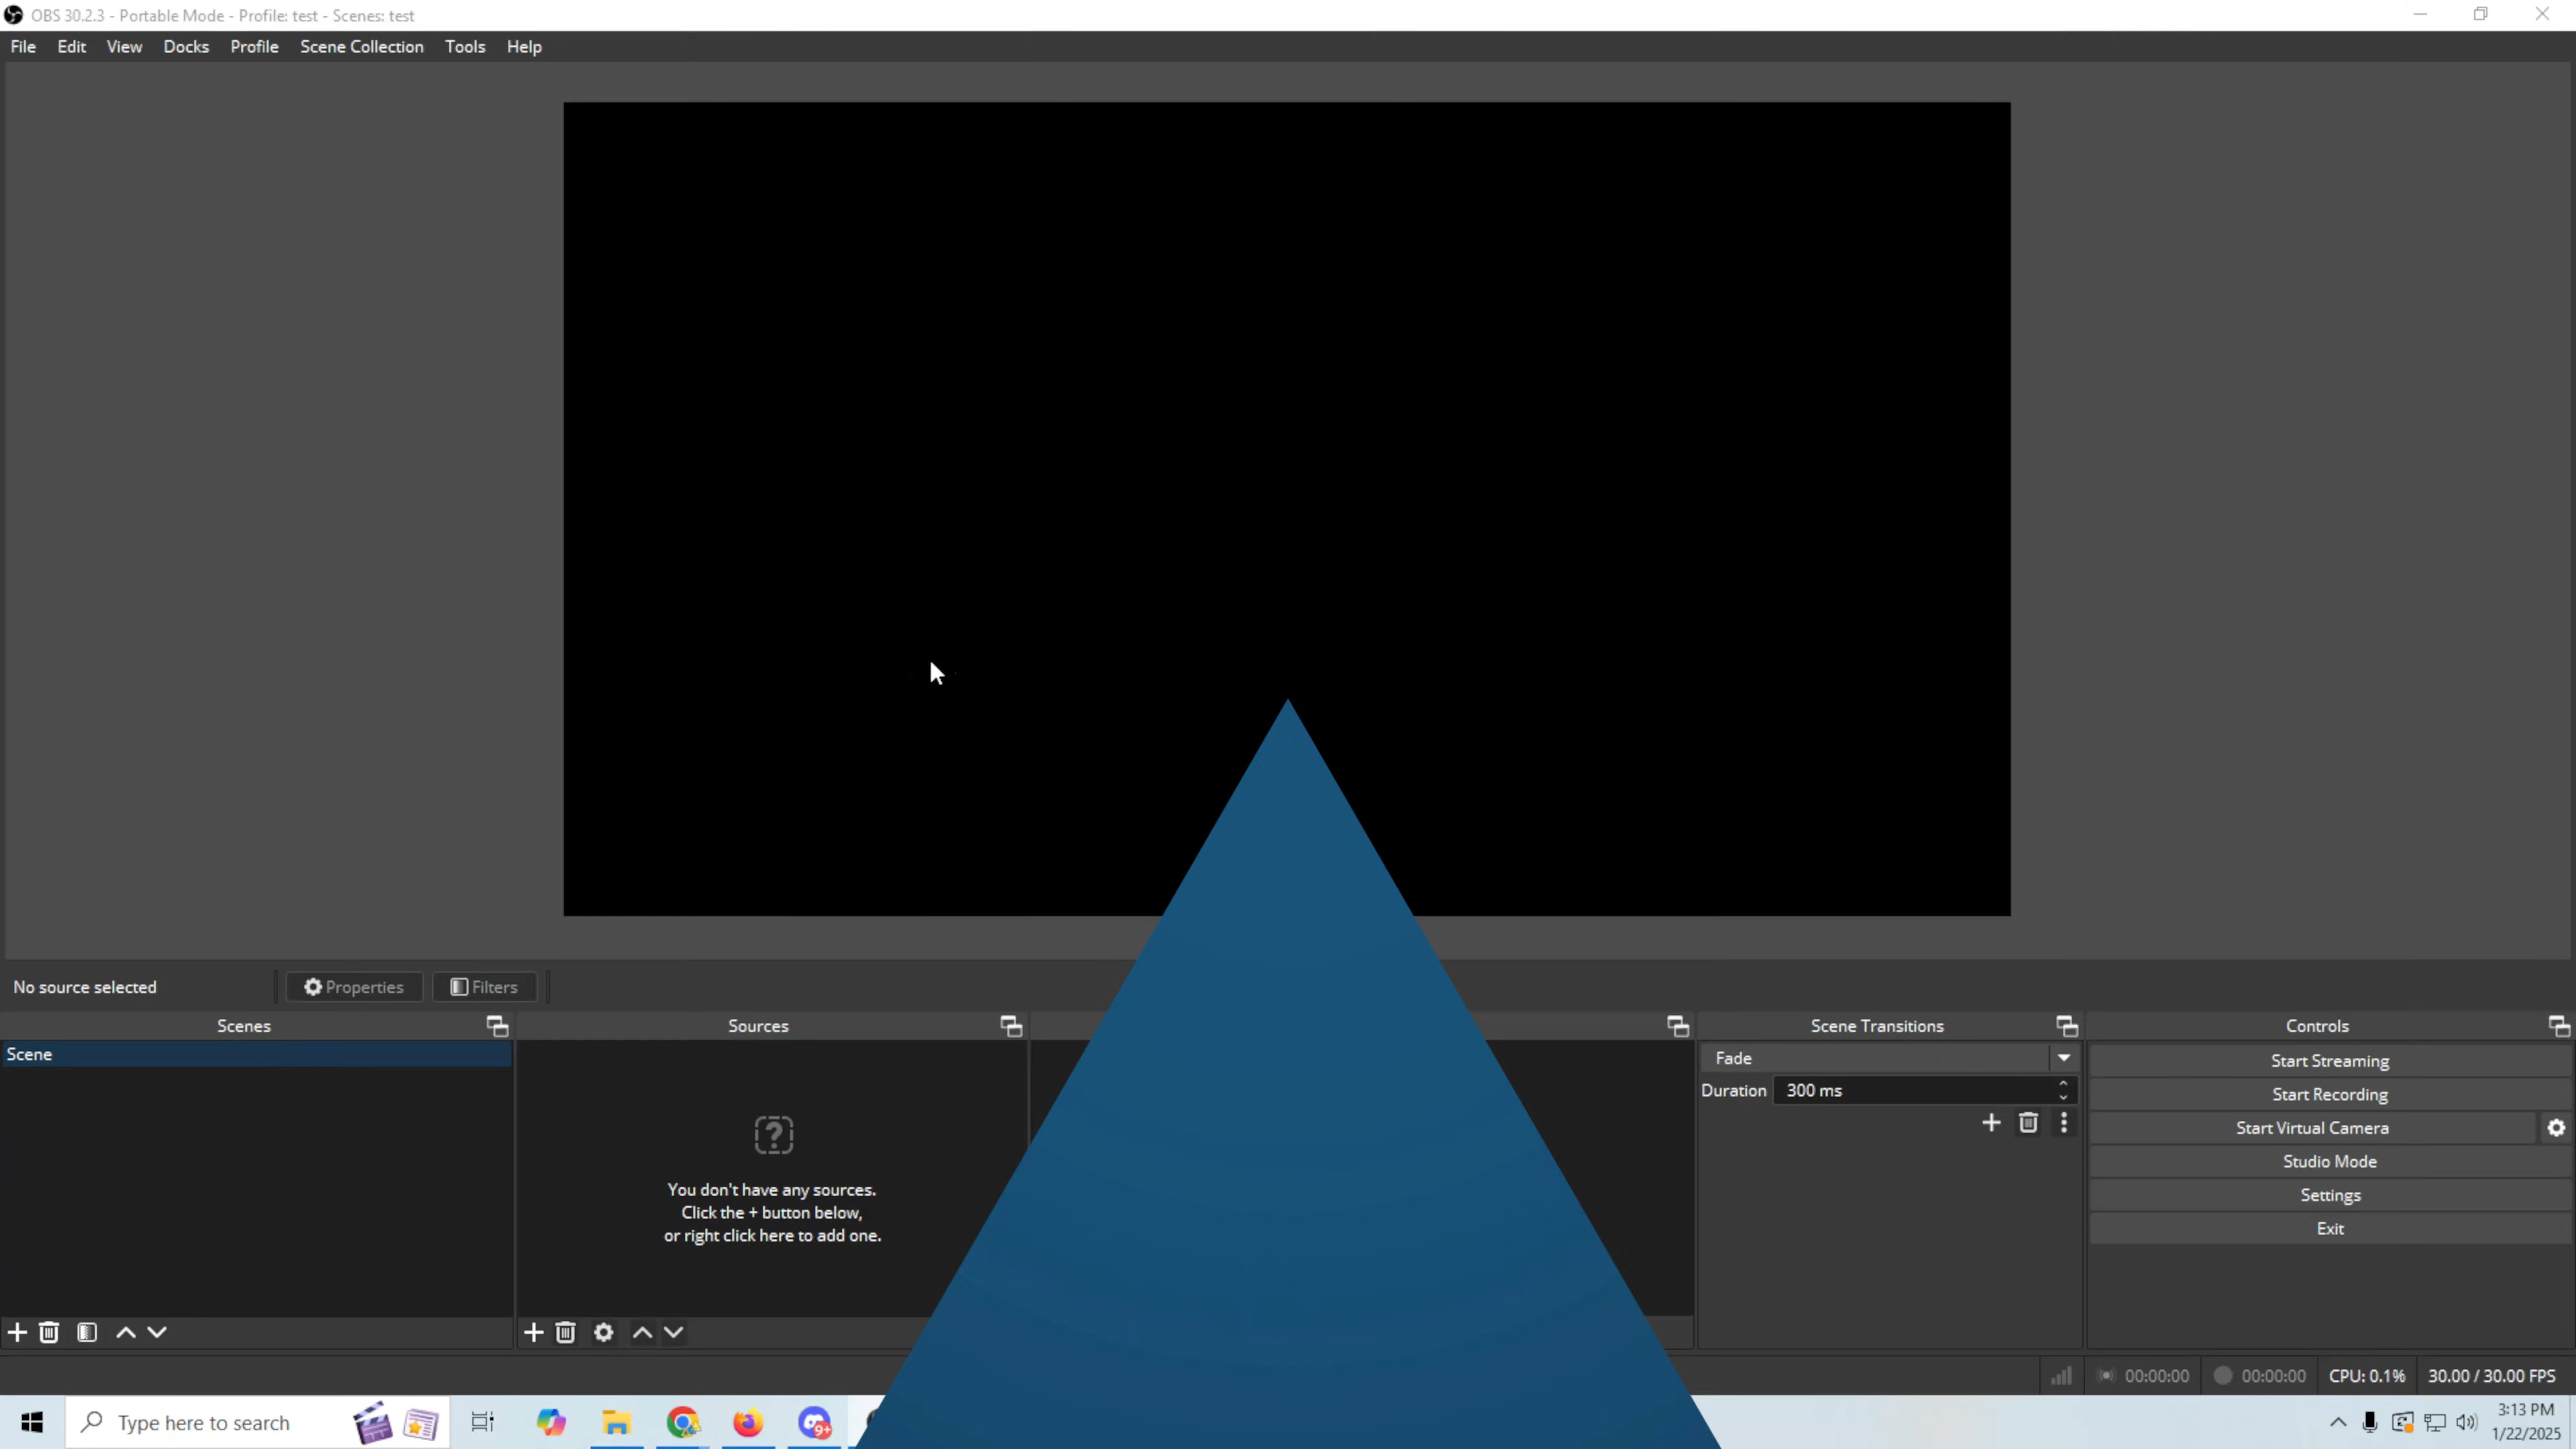 OBS 30.2.3 - Portable Mode - Profile: test - Scenes: test
File Edit View Docks Profile Scene Collection Tools Help
No source selected Properties Filters
Scenes Sources Scene Transitions Controls
Scene
Fade
Duration 300 ms
You don't have any sources.
Click the + button below,
or right click here to add one.
Start Streaming
Start Recording
Start Virtual Camera
Studio Mode
Settings
Exit
00:00:00 00:00:00 CPU: 0.1% 30.00 / 30.00 FPS
Type here to search
9+
3:13 PM
1/22/2025